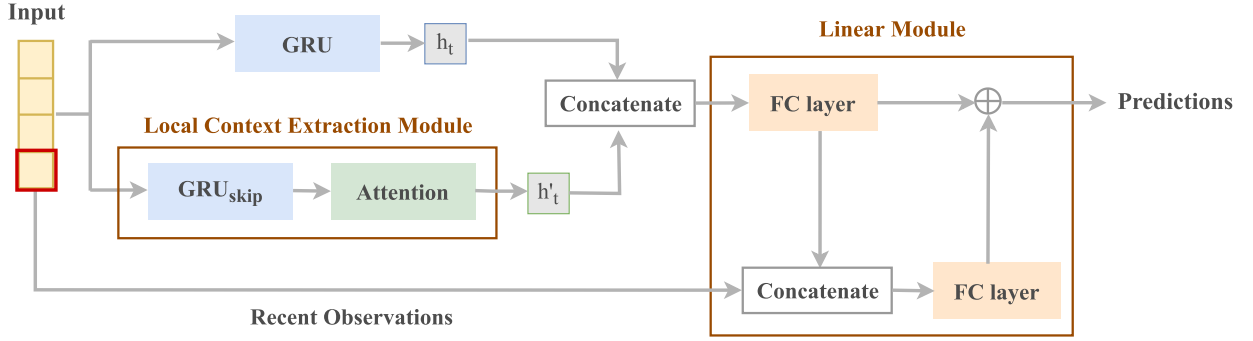 Input
GRU
h_t
Linear Module
Concatenate
FC layer
Predictions
Local Context Extraction Module
GRU_skip
Attention
h'_t
Concatenate
FC layer
Recent Observations